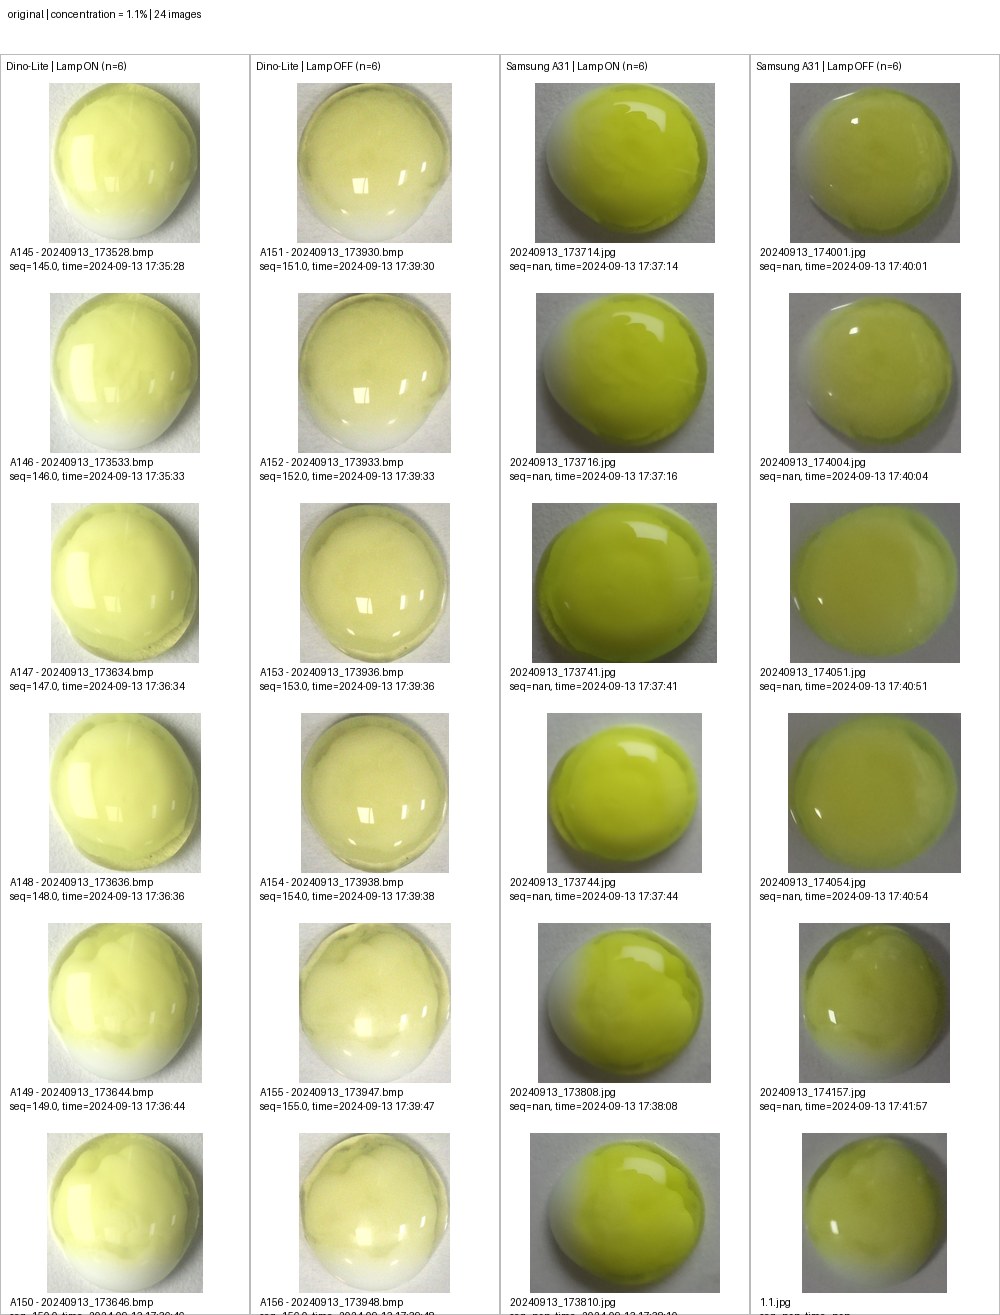 original | concentration = 1.1% | 24 images
Dino-Lite | Lamp ON (n=6)
Dino-Lite | Lamp OFF (n=6)
Samsung A31 | Lamp ON (n=6)
Samsung A31 | Lamp OFF (n=6)
A145 - 20240913_173528.bmp
seq=145.0, time=2024-09-13 17:35:28
A151 - 20240913_173930.bmp
seq=151.0, time=2024-09-13 17:39:30
20240913_173714.jpg
seq=nan, time=2024-09-13 17:37:14
20240913_174001.jpg
seq=nan, time=2024-09-13 17:40:01
A146 - 20240913_173533.bmp
seq=146.0, time=2024-09-13 17:35:33
A152 - 20240913_173933.bmp
seq=152.0, time=2024-09-13 17:39:33
20240913_173716.jpg
seq=nan, time=2024-09-13 17:37:16
20240913_174004.jpg
seq=nan, time=2024-09-13 17:40:04
A147 - 20240913_173634.bmp
seq=147.0, time=2024-09-13 17:36:34
A153 - 20240913_173936.bmp
seq=153.0, time=2024-09-13 17:39:36
20240913_173741.jpg
seq=nan, time=2024-09-13 17:37:41
20240913_174051.jpg
seq=nan, time=2024-09-13 17:40:51
A148 - 20240913_173636.bmp
seq=148.0, time=2024-09-13 17:36:36
A154 - 20240913_173938.bmp
seq=154.0, time=2024-09-13 17:39:38
20240913_173744.jpg
seq=nan, time=2024-09-13 17:37:44
20240913_174054.jpg
seq=nan, time=2024-09-13 17:40:54
A149 - 20240913_173644.bmp
seq=149.0, time=2024-09-13 17:36:44
A155 - 20240913_173947.bmp
seq=155.0, time=2024-09-13 17:39:47
20240913_173808.jpg
seq=nan, time=2024-09-13 17:38:08
20240913_174157.jpg
seq=nan, time=2024-09-13 17:41:57
A150 - 20240913_173646.bmp
A156 - 20240913_173948.bmp
20240913_173810.jpg
1.1.jpg